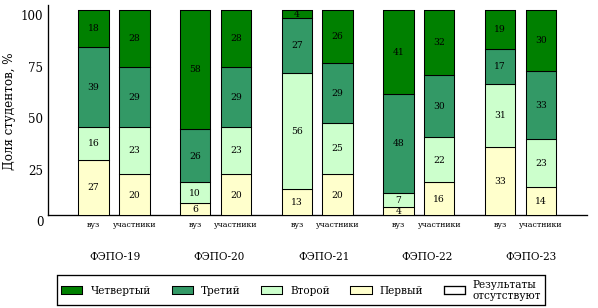 Доля студентов, %
100
75
50
25
0
18 28 58 28 4 26 41 32 19 30
39 29 26 29 27 29 48 30 17 33
16 23 10 23 56 25 7 22 31 23
27 20 6 20 13 20 4 16 33 14
вуз участники вуз участники вуз участники вуз участники вуз участники
ФЭПО-19 ФЭПО-20 ФЭПО-21 ФЭПО-22 ФЭПО-23
Четвертый Третий Второй Первый Результаты
отсутствуют